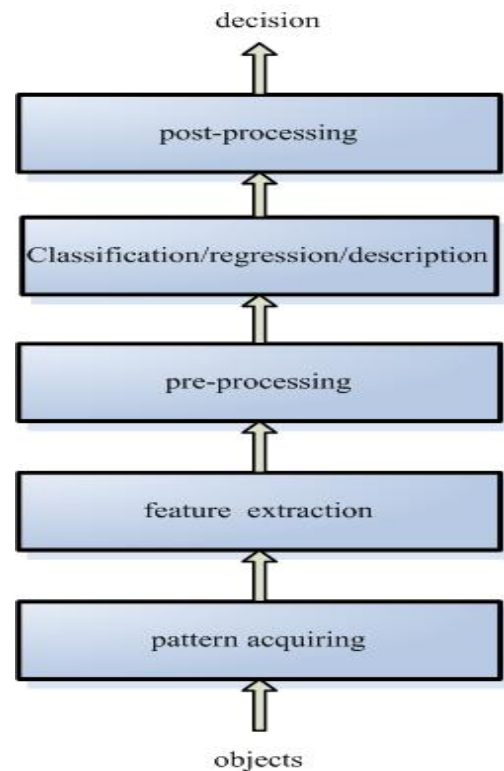 decision
post-processing
Classification/regression/description
pre-processing
feature extraction
pattern acquiring
objects